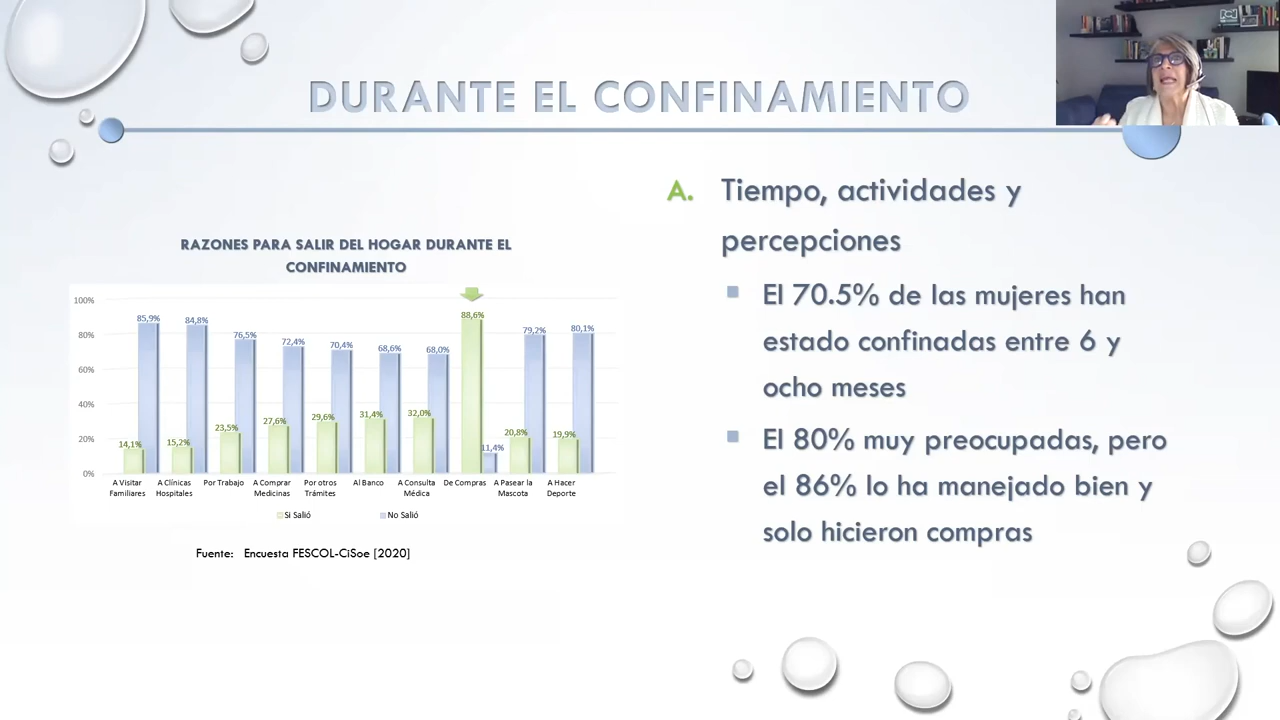 DURANTE EL CONFINAMIENTO
RAZONES PARA SALIR DEL HOGAR DURANTE EL
CONFINAMIENTO
100%
80%
60%
40%
20%
0%
14,1%
85,9%
15,2%
84,8%
23,5%
76,5%
27,6%
72,4%
29,6%
70,4%
31,4%
68,6%
32,0%
68,0%
88,6%
11,4%
20,8%
79,2%
19,9%
80,1%
A Visitar
Familiares
A Clínicas
Hospitales
Por Trabajo
A Comprar
Medicinas
Por otros
Trámites
Al Banco
A Consulta
Médica
De Compras
A Pasear la
Mascota
A Hacer
Deporte
Si Salió
No Salió
Fuente: Encuesta FESCOL-CiSoe [2020]
A. Tiempo, actividades y
percepciones
El 70.5% de las mujeres han
estado confinadas entre 6 y
ocho meses
El 80% muy preocupadas, pero
el 86% lo ha manejado bien y
solo hicieron compras